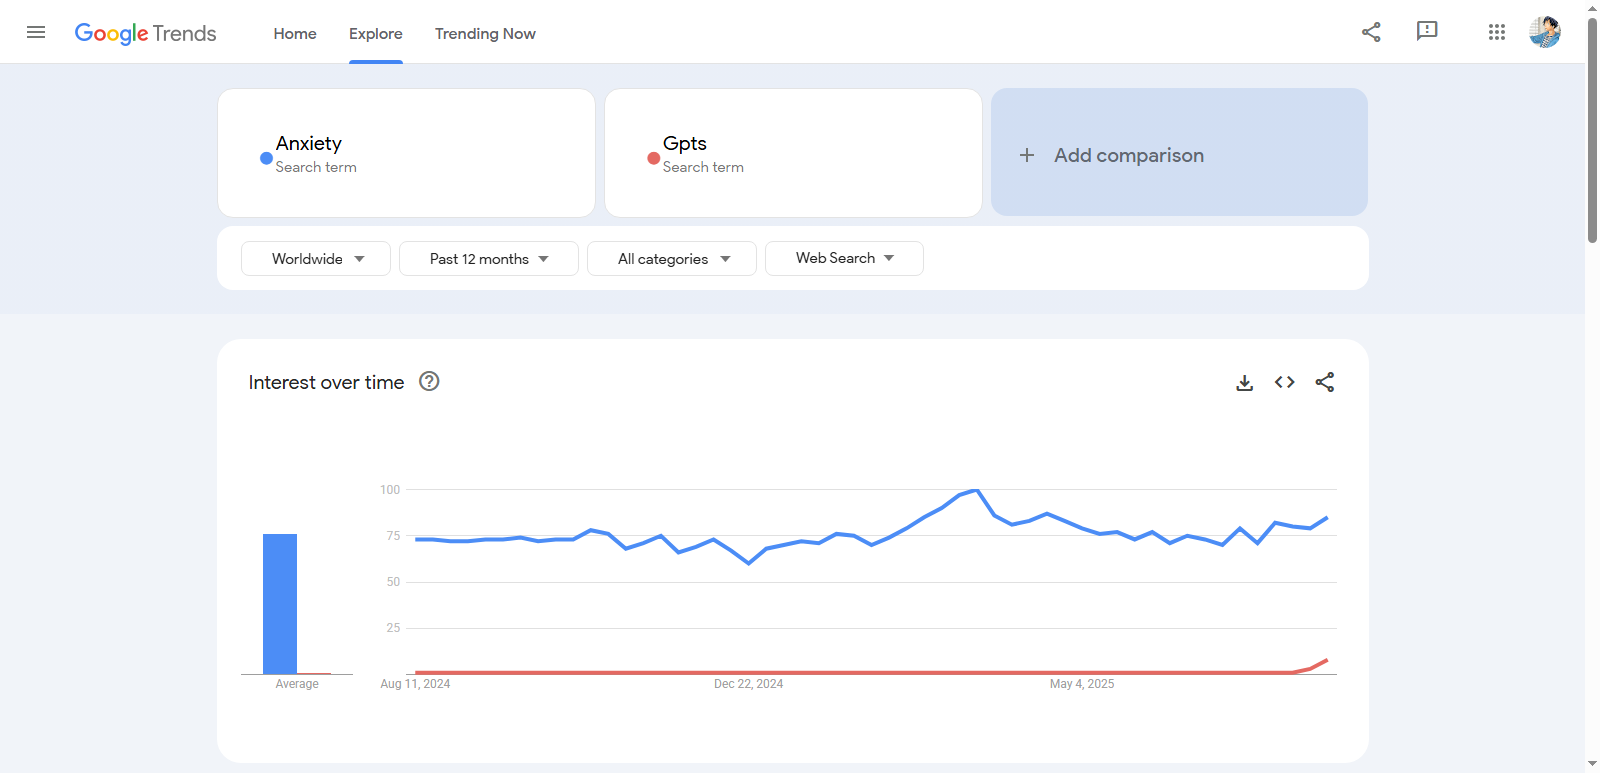 Google Trends
Home Explore Trending Now
Anxiety
Search term
Gpts
Search term
+ Add comparison
Worldwide
Past 12 months
All categories
Web Search
Interest over time ?
100
75
50
25
Average
Aug 11, 2024
Dec 22, 2024
May 4, 2025